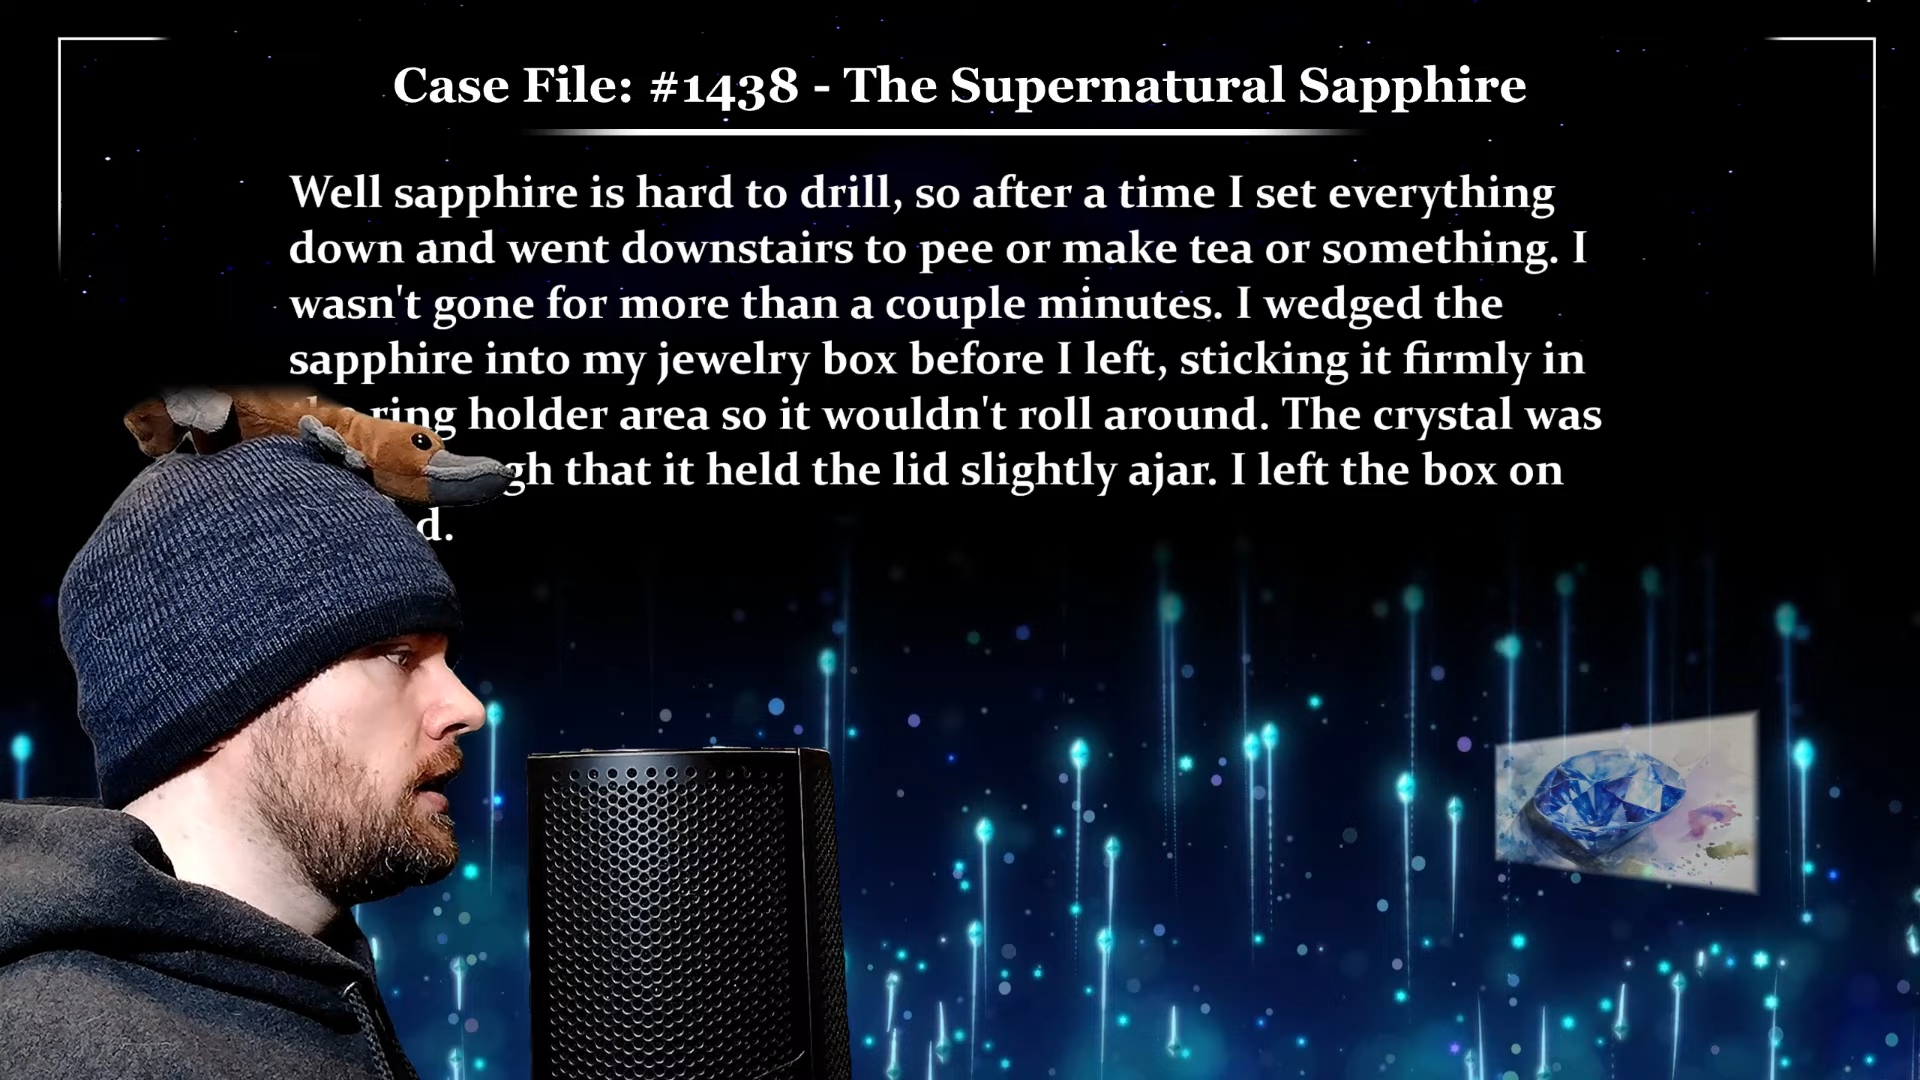 Case File: #1438 - The Supernatural Sapphire
Well sapphire is hard to drill, so after a time I set everything
down and went downstairs to pee or make tea or something. I
wasn't gone for more than a couple minutes. I wedged the
sapphire into my jewelry box before I left, sticking it firmly in
ring holder area so it wouldn't roll around. The crystal was
that it held the lid slightly ajar. I left the box on